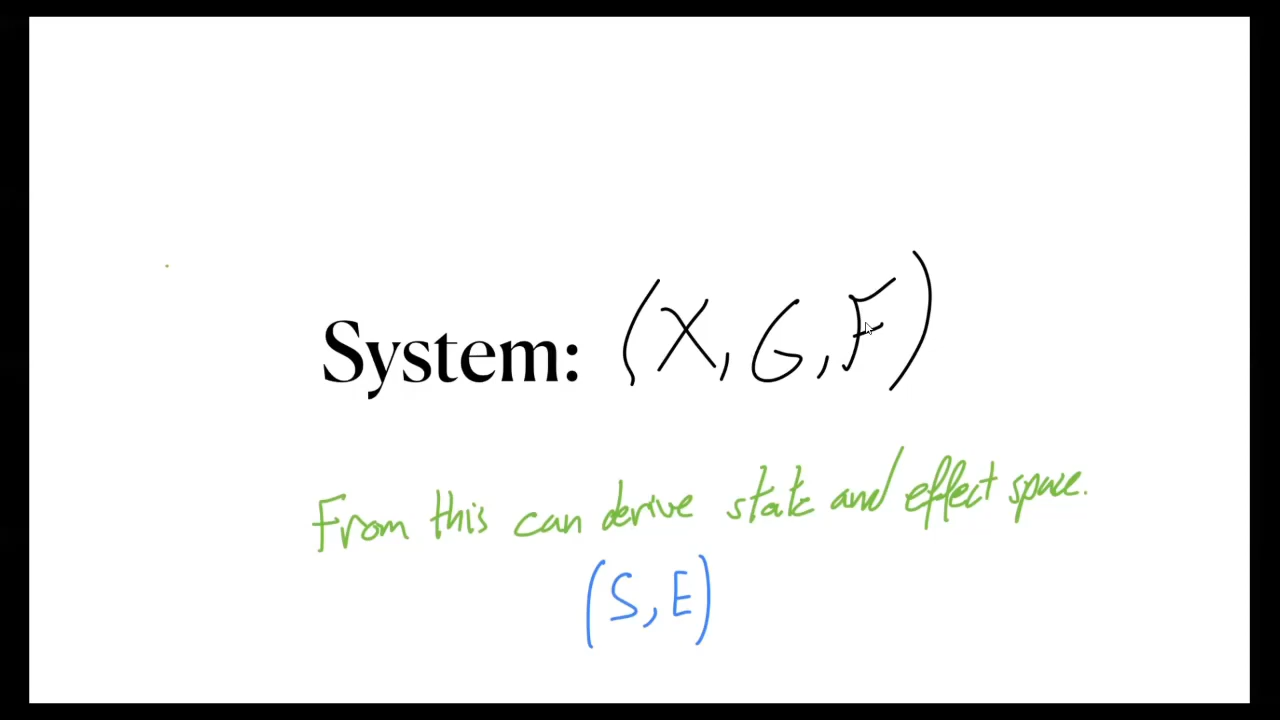 System: (X, G, F)
From this can derive state and effect space.
(S, E)